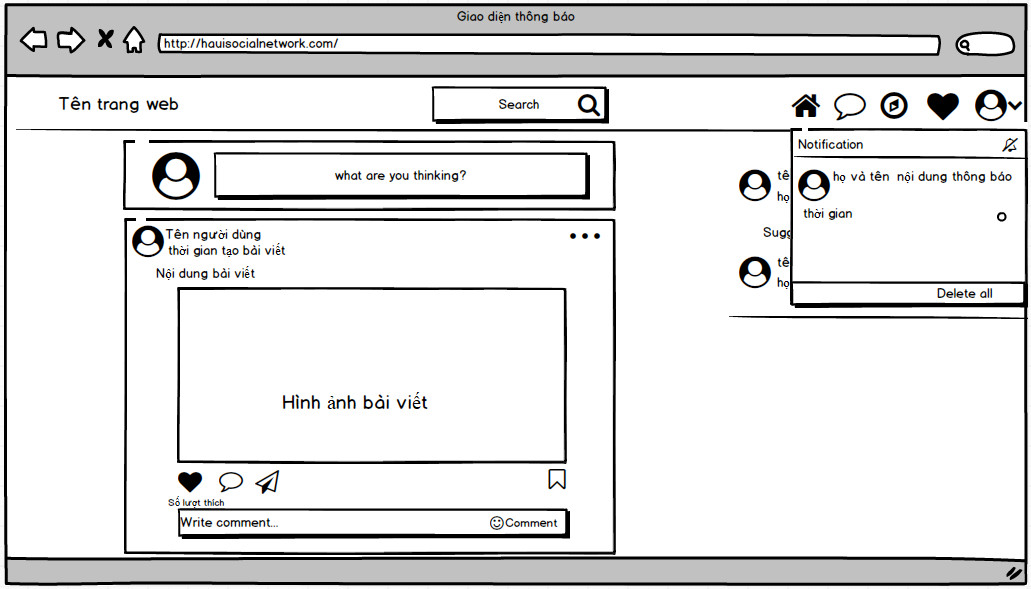 Giao diện thông báo
http://hauisocialnetwork.com/
Tên trang web
Search
Notification
what are you thinking?
tê
họ
họ và tên nội dung thông báo
thời gian
Sugg
tê
họ
Delete all
Tên người dùng
thời gian tạo bài viết
Nội dung bài viết
Hình ảnh bài viết
Số lượt thích
Write comment...
Comment